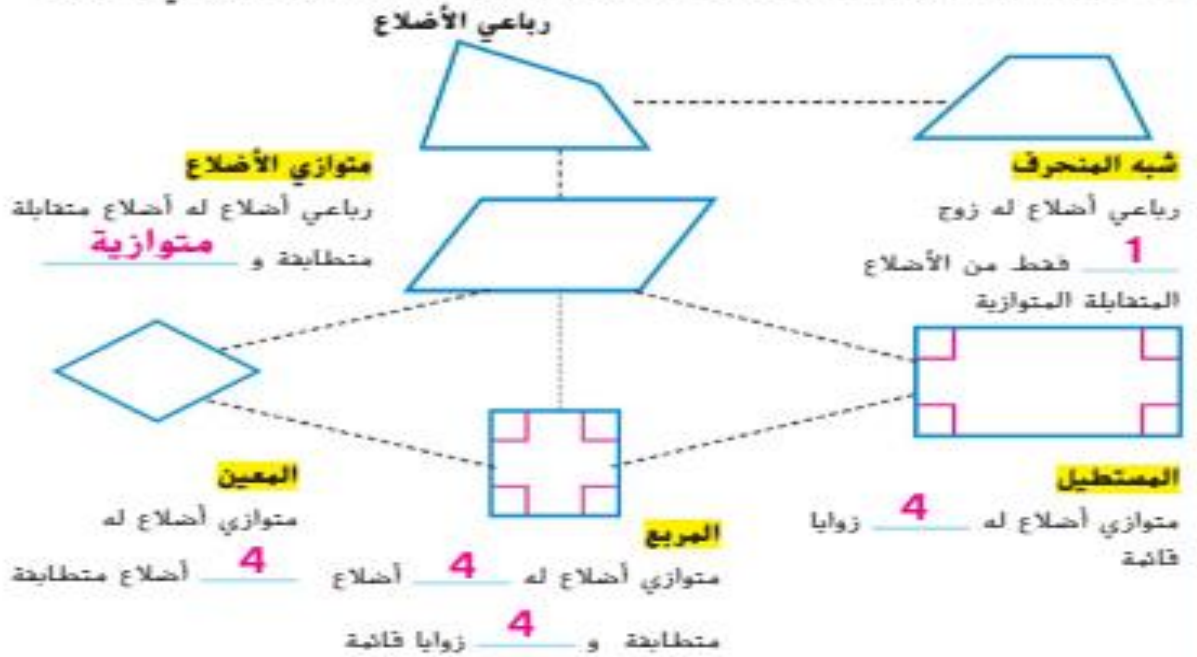 رباعي الأضلاع
شبه المنحرف
رباعي أضلاع له زوج
1 فقط من الأضلاع
المتقابلة المتوازية
متوازي الأضلاع
رباعي أضلاع له أضلاع متقابلة
متطابقة و متوازية
المستطيل
متوازي أضلاع له 4 زوايا
قائمة
المربع
متوازي أضلاع له 4 أضلاع
متطابقة و 4 زوايا قائمة
المعين
متوازي أضلاع له
4 أضلاع متطابقة